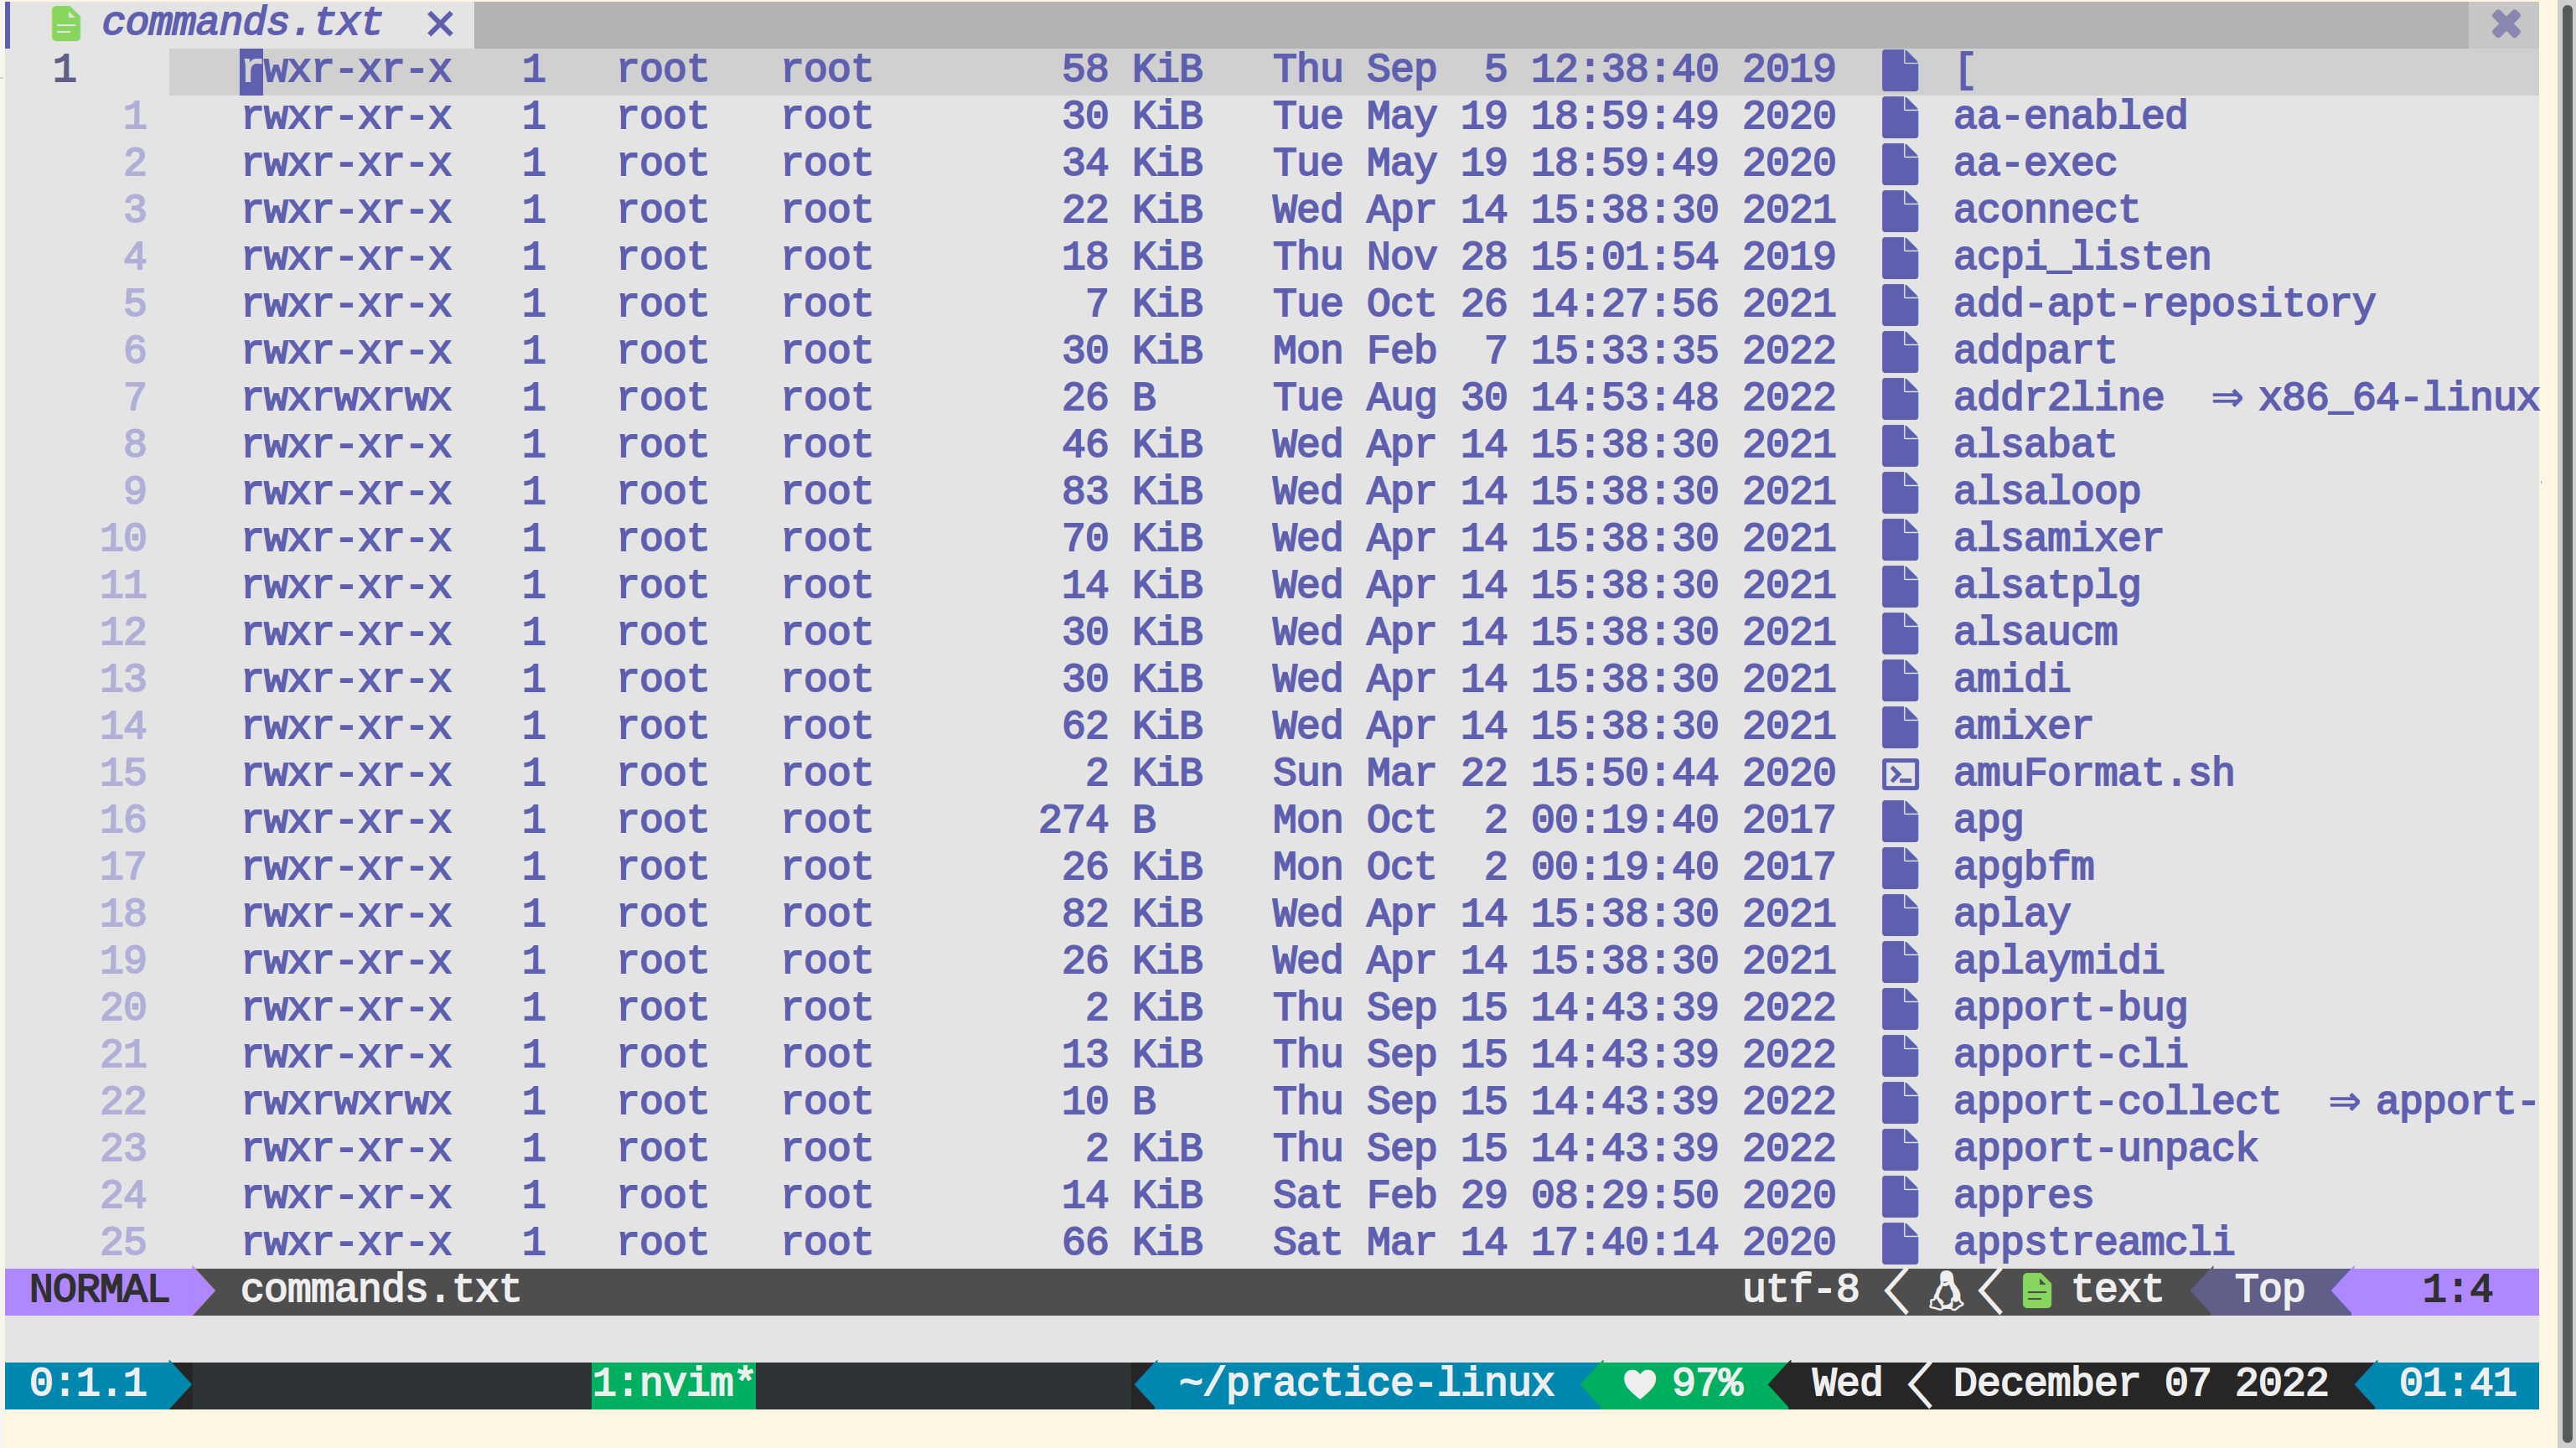 commands.txt ✕ ✖
1 rwxr-xr-x 1 root root 58 KiB Thu Sep 5 12:38:40 2019 [
1 rwxr-xr-x 1 root root 30 KiB Tue May 19 18:59:49 2020 aa-enabled
2 rwxr-xr-x 1 root root 34 KiB Tue May 19 18:59:49 2020 aa-exec
3 rwxr-xr-x 1 root root 22 KiB Wed Apr 14 15:38:30 2021 aconnect
4 rwxr-xr-x 1 root root 18 KiB Thu Nov 28 15:01:54 2019 acpi_listen
5 rwxr-xr-x 1 root root 7 KiB Tue Oct 26 14:27:56 2021 add-apt-repository
6 rwxr-xr-x 1 root root 30 KiB Mon Feb 7 15:33:35 2022 addpart
7 rwxrwxrwx 1 root root 26 B Tue Aug 30 14:53:48 2022 addr2line ⇒ x86_64-linux
8 rwxr-xr-x 1 root root 46 KiB Wed Apr 14 15:38:30 2021 alsabat
9 rwxr-xr-x 1 root root 83 KiB Wed Apr 14 15:38:30 2021 alsaloop
10 rwxr-xr-x 1 root root 70 KiB Wed Apr 14 15:38:30 2021 alsamixer
11 rwxr-xr-x 1 root root 14 KiB Wed Apr 14 15:38:30 2021 alsatplg
12 rwxr-xr-x 1 root root 30 KiB Wed Apr 14 15:38:30 2021 alsaucm
13 rwxr-xr-x 1 root root 30 KiB Wed Apr 14 15:38:30 2021 amidi
14 rwxr-xr-x 1 root root 62 KiB Wed Apr 14 15:38:30 2021 amixer
15 rwxr-xr-x 1 root root 2 KiB Sun Mar 22 15:50:44 2020 amuFormat.sh
16 rwxr-xr-x 1 root root 274 B Mon Oct 2 00:19:40 2017 apg
17 rwxr-xr-x 1 root root 26 KiB Mon Oct 2 00:19:40 2017 apgbfm
18 rwxr-xr-x 1 root root 82 KiB Wed Apr 14 15:38:30 2021 aplay
19 rwxr-xr-x 1 root root 26 KiB Wed Apr 14 15:38:30 2021 aplaymidi
20 rwxr-xr-x 1 root root 2 KiB Thu Sep 15 14:43:39 2022 apport-bug
21 rwxr-xr-x 1 root root 13 KiB Thu Sep 15 14:43:39 2022 apport-cli
22 rwxrwxrwx 1 root root 10 B Thu Sep 15 14:43:39 2022 apport-collect ⇒ apport-
23 rwxr-xr-x 1 root root 2 KiB Thu Sep 15 14:43:39 2022 apport-unpack
24 rwxr-xr-x 1 root root 14 KiB Sat Feb 29 08:29:50 2020 appres
25 rwxr-xr-x 1 root root 66 KiB Sat Mar 14 17:40:14 2020 appstreamcli
NORMAL commands.txt utf-8 text Top 1:4
0:1.1 1:nvim* ~/practice-linux ♥ 97% Wed December 07 2022 01:41